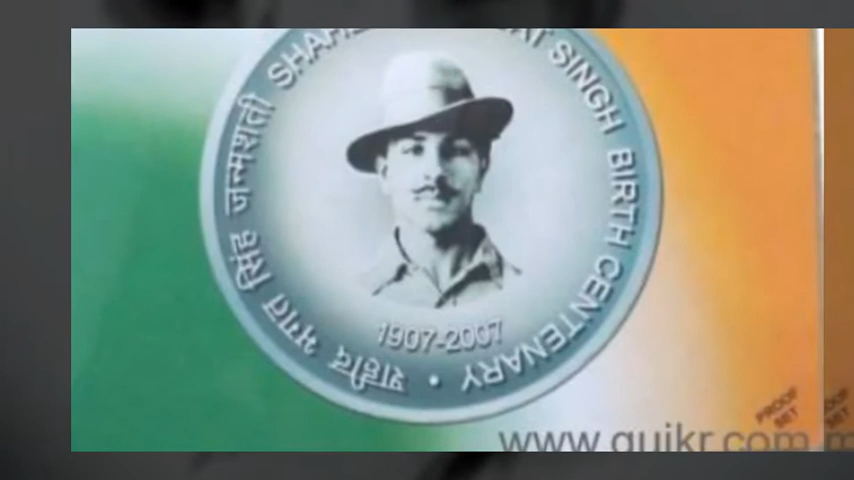 शहीद भगत सिंह जन्मशती
SINGH BIRTH CENTENARY
1907-2007
PROOF
SET
www.quikr.com